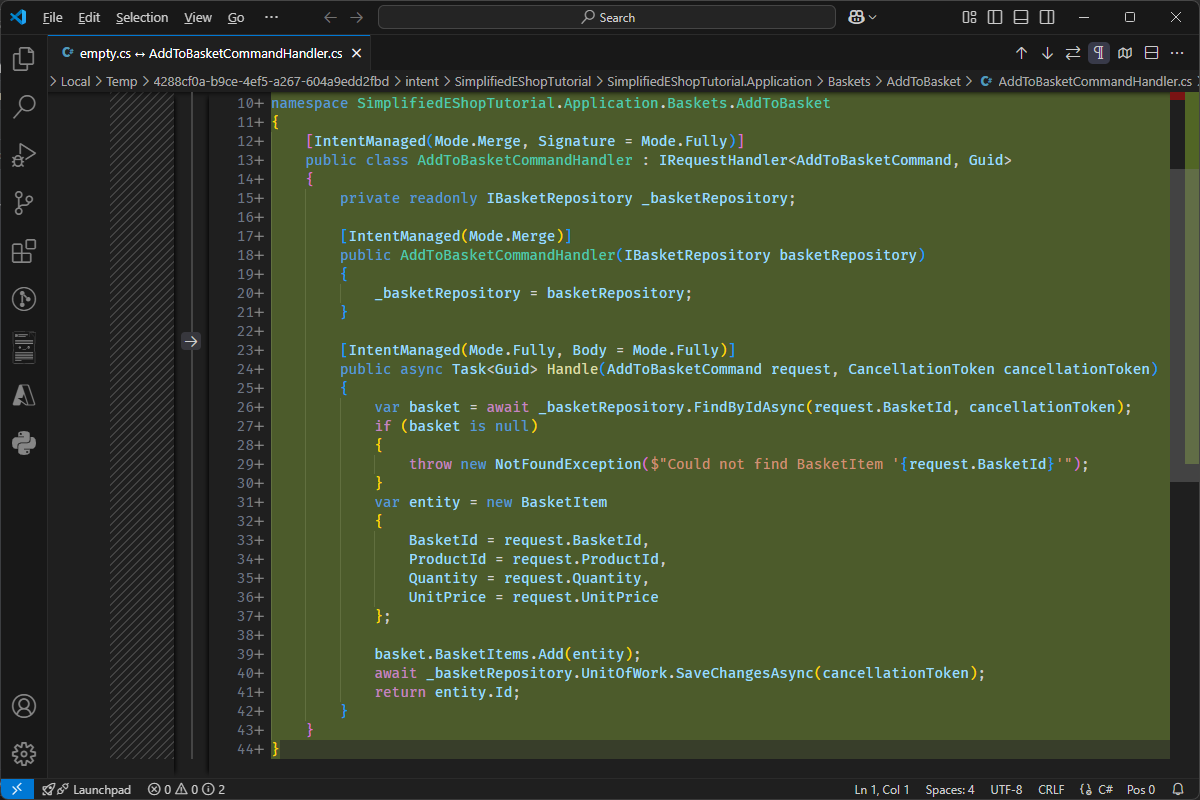 File Edit Selection View Go ··· Search
empty.cs ↔ AddToBasketCommandHandler.cs
Local > Temp > 4288cf0a-b9ce-4ef5-a267-604a9edd2fbd > intent > SimplifiedEShopTutorial > SimplifiedEShopTutorial.Application > Baskets > AddToBasket > AddToBasketCommandHandler.cs
10+ namespace SimplifiedEShopTutorial.Application.Baskets.AddToBasket
11+ {
12+     [IntentManaged(Mode.Merge, Signature = Mode.Fully)]
13+     public class AddToBasketCommandHandler : IRequestHandler<AddToBasketCommand, Guid>
14+     {
15+         private readonly IBasketRepository _basketRepository;
16+
17+         [IntentManaged(Mode.Merge)]
18+         public AddToBasketCommandHandler(IBasketRepository basketRepository)
19+         {
20+             _basketRepository = basketRepository;
21+         }
22+
23+         [IntentManaged(Mode.Fully, Body = Mode.Fully)]
24+         public async Task<Guid> Handle(AddToBasketCommand request, CancellationToken cancellationToken)
25+         {
26+             var basket = await _basketRepository.FindByIdAsync(request.BasketId, cancellationToken);
27+             if (basket is null)
28+             {
29+                 throw new NotFoundException($"Could not find BasketItem '{request.BasketId}'");
30+             }
31+             var entity = new BasketItem
32+             {
33+                 BasketId = request.BasketId,
34+                 ProductId = request.ProductId,
35+                 Quantity = request.Quantity,
36+                 UnitPrice = request.UnitPrice
37+             };
38+
39+             basket.BasketItems.Add(entity);
40+             await _basketRepository.UnitOfWork.SaveChangesAsync(cancellationToken);
41+             return entity.Id;
42+         }
43+     }
44+ }
Launchpad 0 0 2 Ln 1, Col 1 Spaces: 4 UTF-8 CRLF C# Pos 0